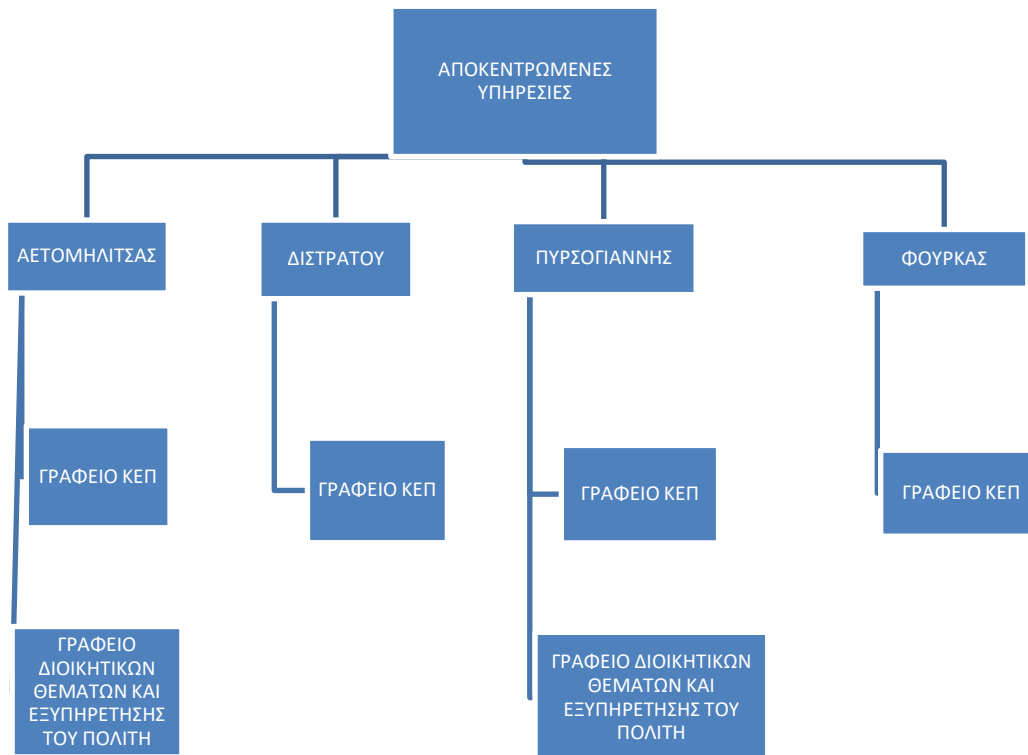 ΑΠΟΚΕΝΤΡΩΜΕΝΕΣ
ΥΠΗΡΕΣΙΕΣ
ΑΕΤΟΜΗΛΙΤΣΑΣ
ΔΙΣΤΡΑΤΟΥ
ΠΥΡΣΟΓΙΑΝΝΗΣ
ΦΟΥΡΚΑΣ
ΓΡΑΦΕΙΟ ΚΕΠ
ΓΡΑΦΕΙΟ ΚΕΠ
ΓΡΑΦΕΙΟ ΚΕΠ
ΓΡΑΦΕΙΟ ΚΕΠ
ΓΡΑΦΕΙΟ
ΔΙΟΙΚΗΤΙΚΩΝ
ΘΕΜΑΤΩΝ ΚΑΙ
ΕΞΥΠΗΡΕΤΗΣΗΣ
ΤΟΥ ΠΟΛΙΤΗ
ΓΡΑΦΕΙΟ ΔΙΟΙΚΗΤΙΚΩΝ
ΘΕΜΑΤΩΝ ΚΑΙ
ΕΞΥΠΗΡΕΤΗΣΗΣ ΤΟΥ
ΠΟΛΙΤΗ